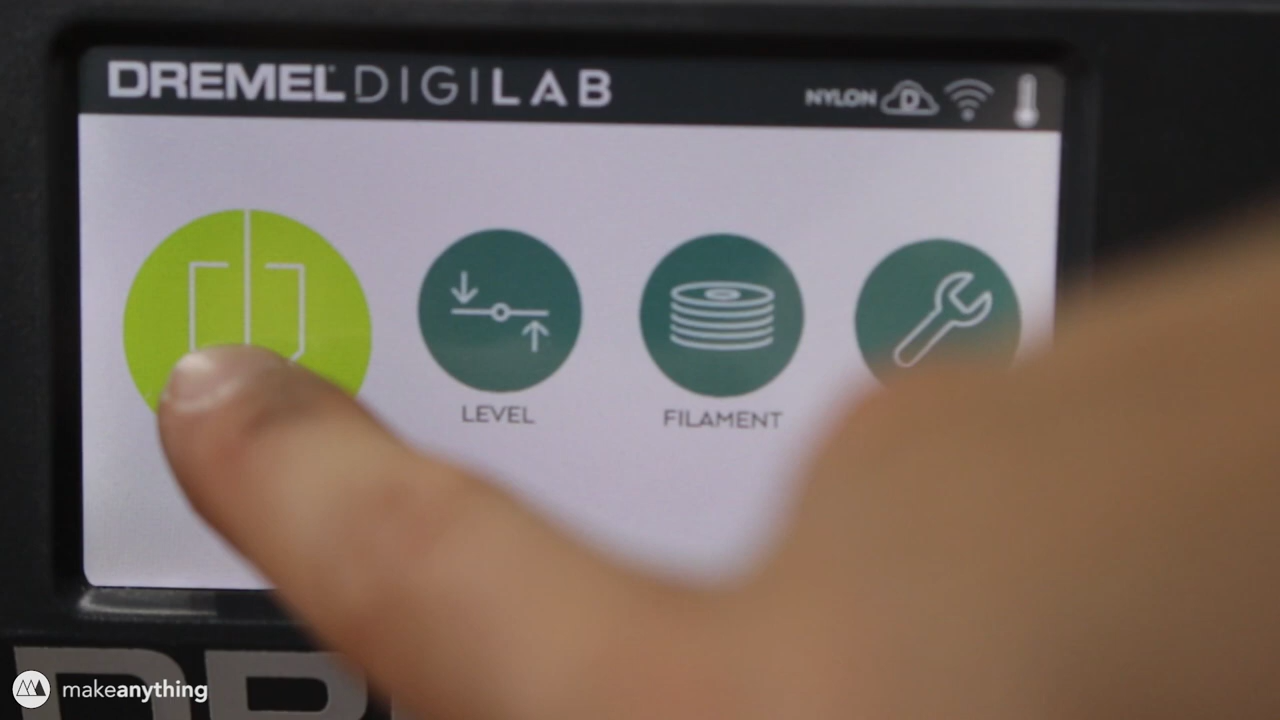 DREMEL DIGILAB
NYLON D
LEVEL
FILAMENT
makeanything